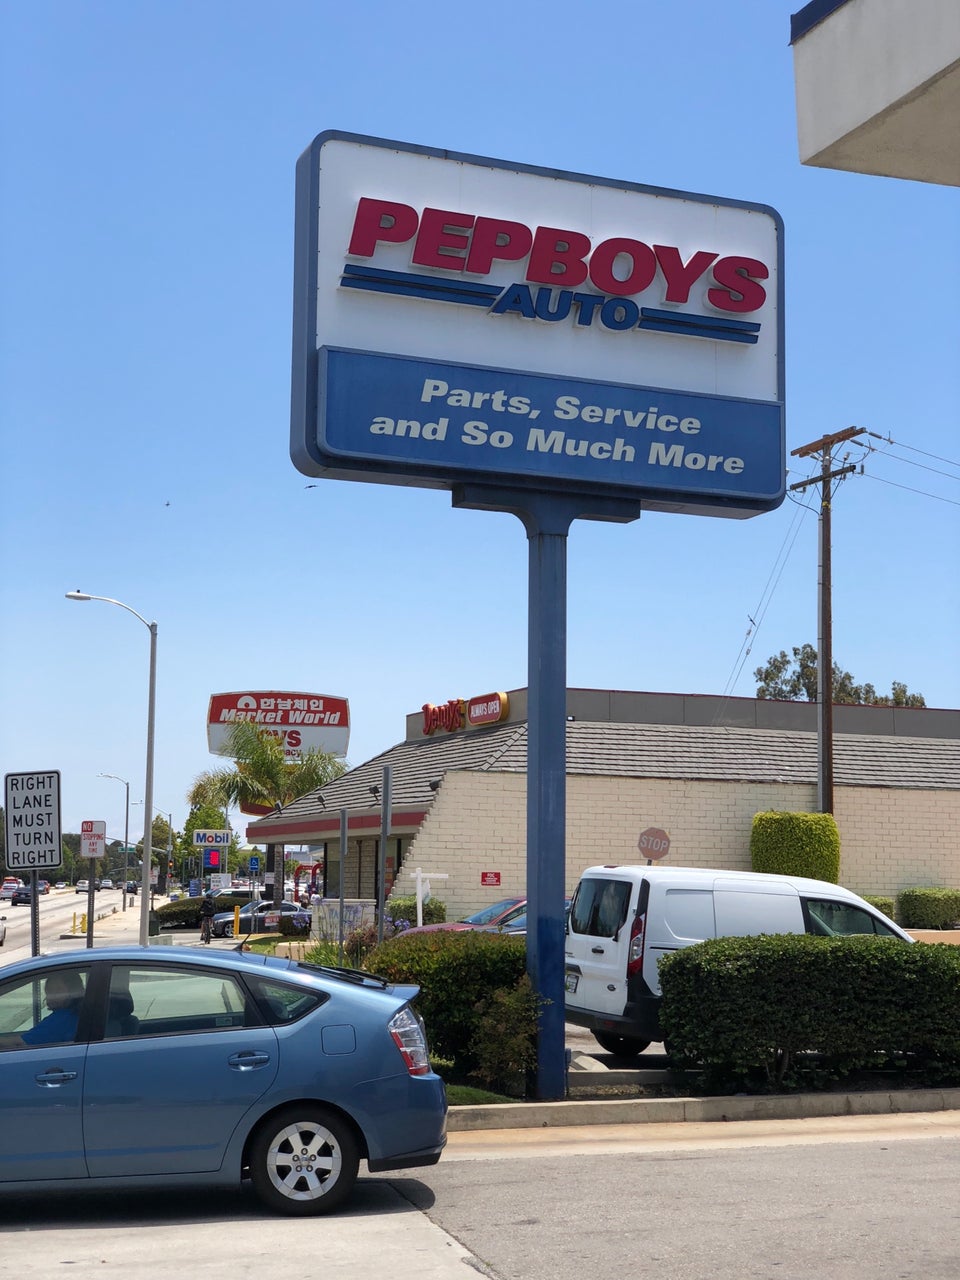 PEPBOYS
AUTO
Parts, Service
and So Much More
한남체인
Market World
Denny's
ALWAYS OPEN
RIGHT
LANE
MUST
TURN
RIGHT
NO
STOPPING
ANY
TIME
Mobil
STOP